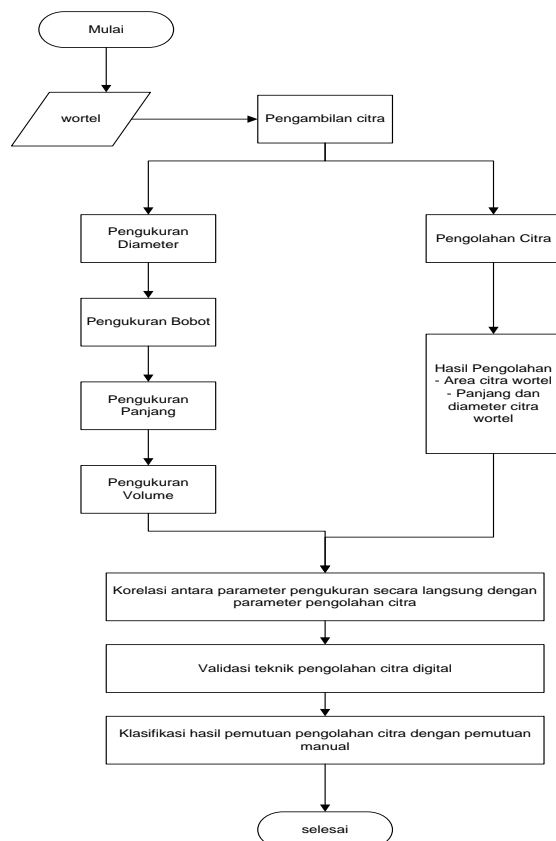 Mulai
wortel
Pengambilan citra
Pengukuran
Diameter
Pengukuran Bobot
Pengukuran
Panjang
Pengukuran
Volume
Pengolahan Citra
Hasil Pengolahan
- Area citra wortel
- Panjang dan
diameter citra
wortel
Korelasi antara parameter pengukuran secara langsung dengan
parameter pengolahan citra
Validasi teknik pengolahan citra digital
Klasifikasi hasil pemutuan pengolahan citra dengan pemutuan
manual
selesai